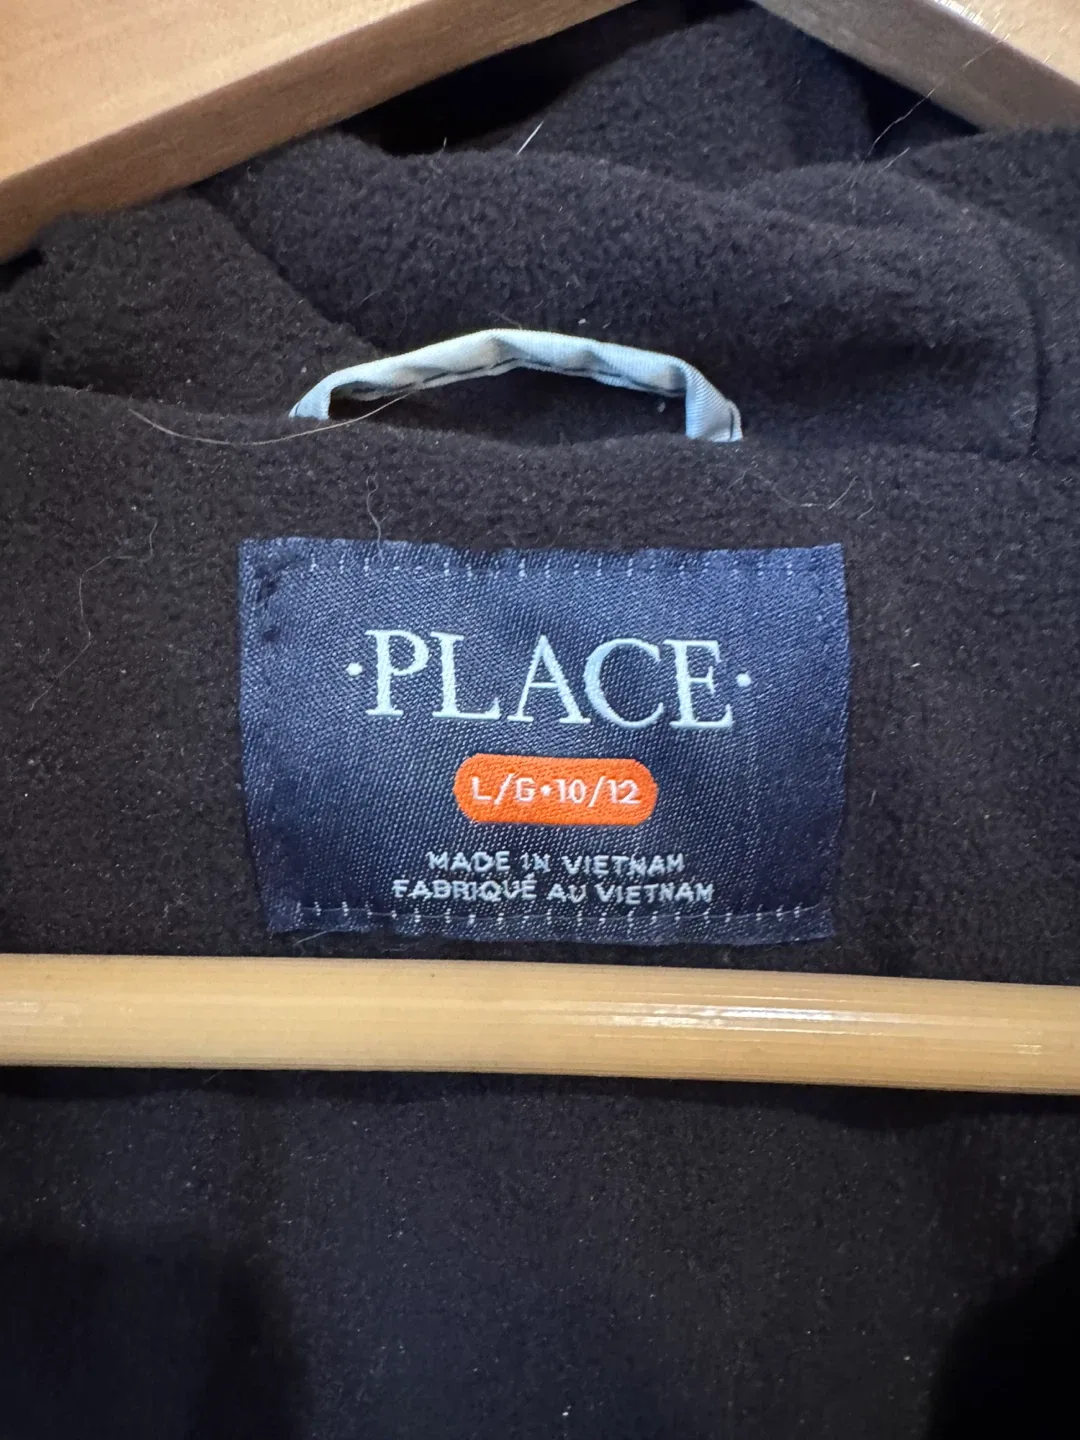 ·PLACE·
L/G·10/12
MADE IN VIETNAM
FABRIQUÉ AU VIETNAM